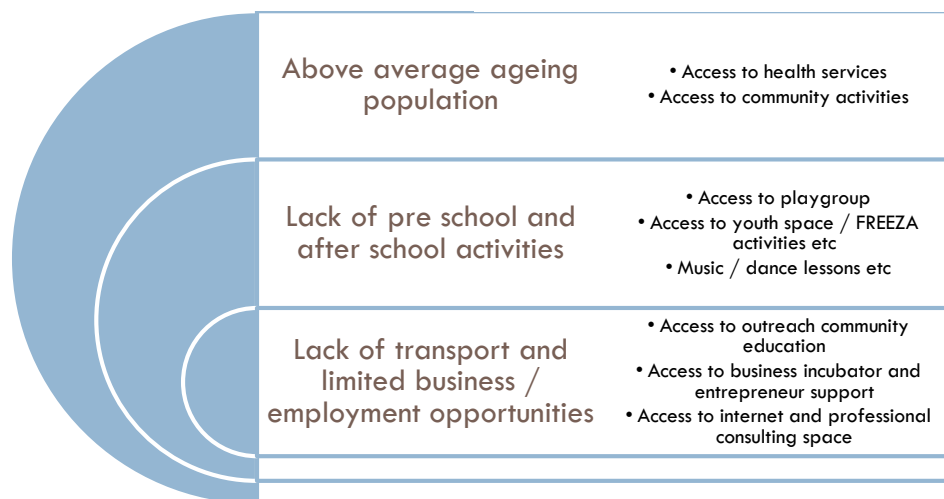 Above average ageing
population
• Access to health services
• Access to community activities
Lack of pre school and
after school activities
• Access to playgroup
• Access to youth space / FREEZA
activities etc
• Music / dance lessons etc
Lack of transport and
limited business /
employment opportunities
• Access to outreach community
education
• Access to business incubator and
entrepreneur support
• Access to internet and professional
consulting space